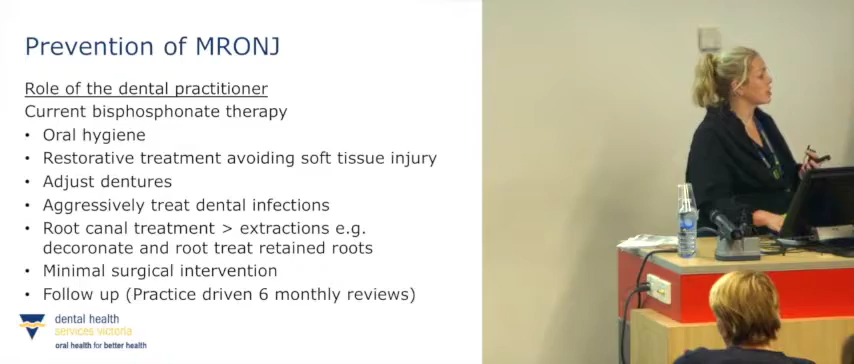 Prevention of MRONJ
Role of the dental practitioner
Current bisphosphonate therapy
• Oral hygiene
• Restorative treatment avoiding soft tissue injury
• Adjust dentures
• Aggressively treat dental infections
• Root canal treatment > extractions e.g.
decoronate and root treat retained roots
• Minimal surgical intervention
• Follow up (Practice driven 6 monthly reviews)
dental health
services victoria
oral health for better health